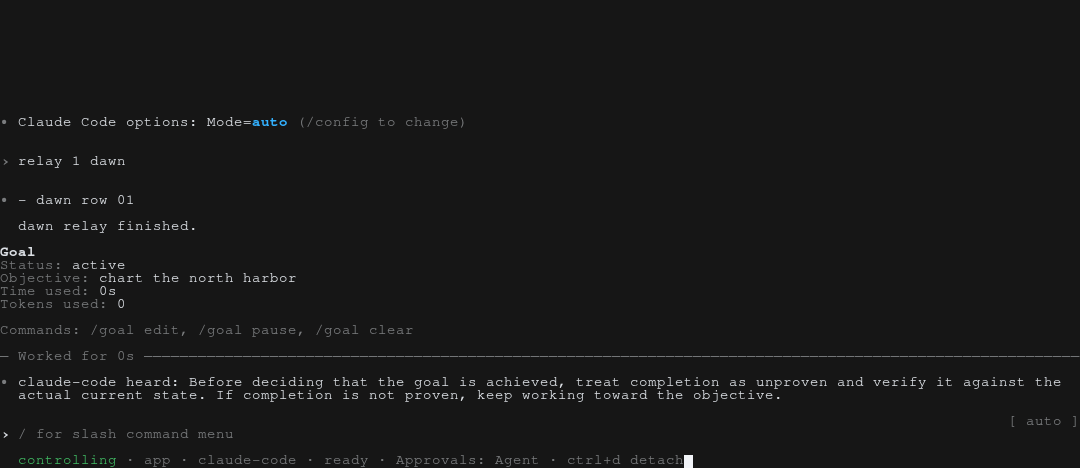 • Claude Code options: Mode=auto (/config to change)
› relay 1 dawn
• - dawn row 01
dawn relay finished.
Goal
Status: active
Objective: chart the north harbor
Time used: 0s
Tokens used: 0
Commands: /goal edit, /goal pause, /goal clear
— Worked for 0s —
• claude-code heard: Before deciding that the goal is achieved, treat completion as unproven and verify it against the
actual current state. If completion is not proven, keep working toward the objective.
[ auto ]
› / for slash command menu
controlling · app · claude-code · ready · Approvals: Agent · ctrl+d detach